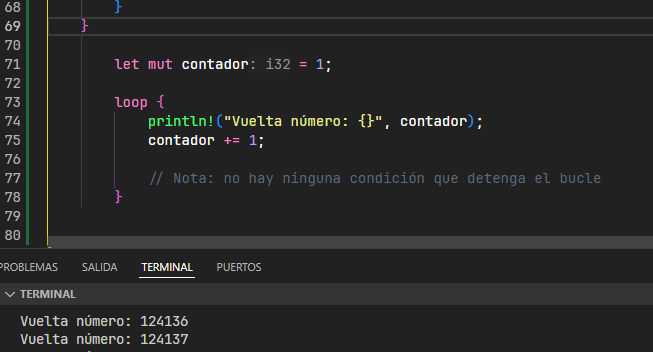 68 }
69 }
70
71 let mut contador: i32 = 1;
72
73 loop {
74 println!("Vuelta número: {}", contador);
75 contador += 1;
76
77 // Nota: no hay ninguna condición que detenga el bucle
78 }
79
80
PROBLEMAS SALIDA TERMINAL PUERTOS
TERMINAL
Vuelta número: 124136
Vuelta número: 124137